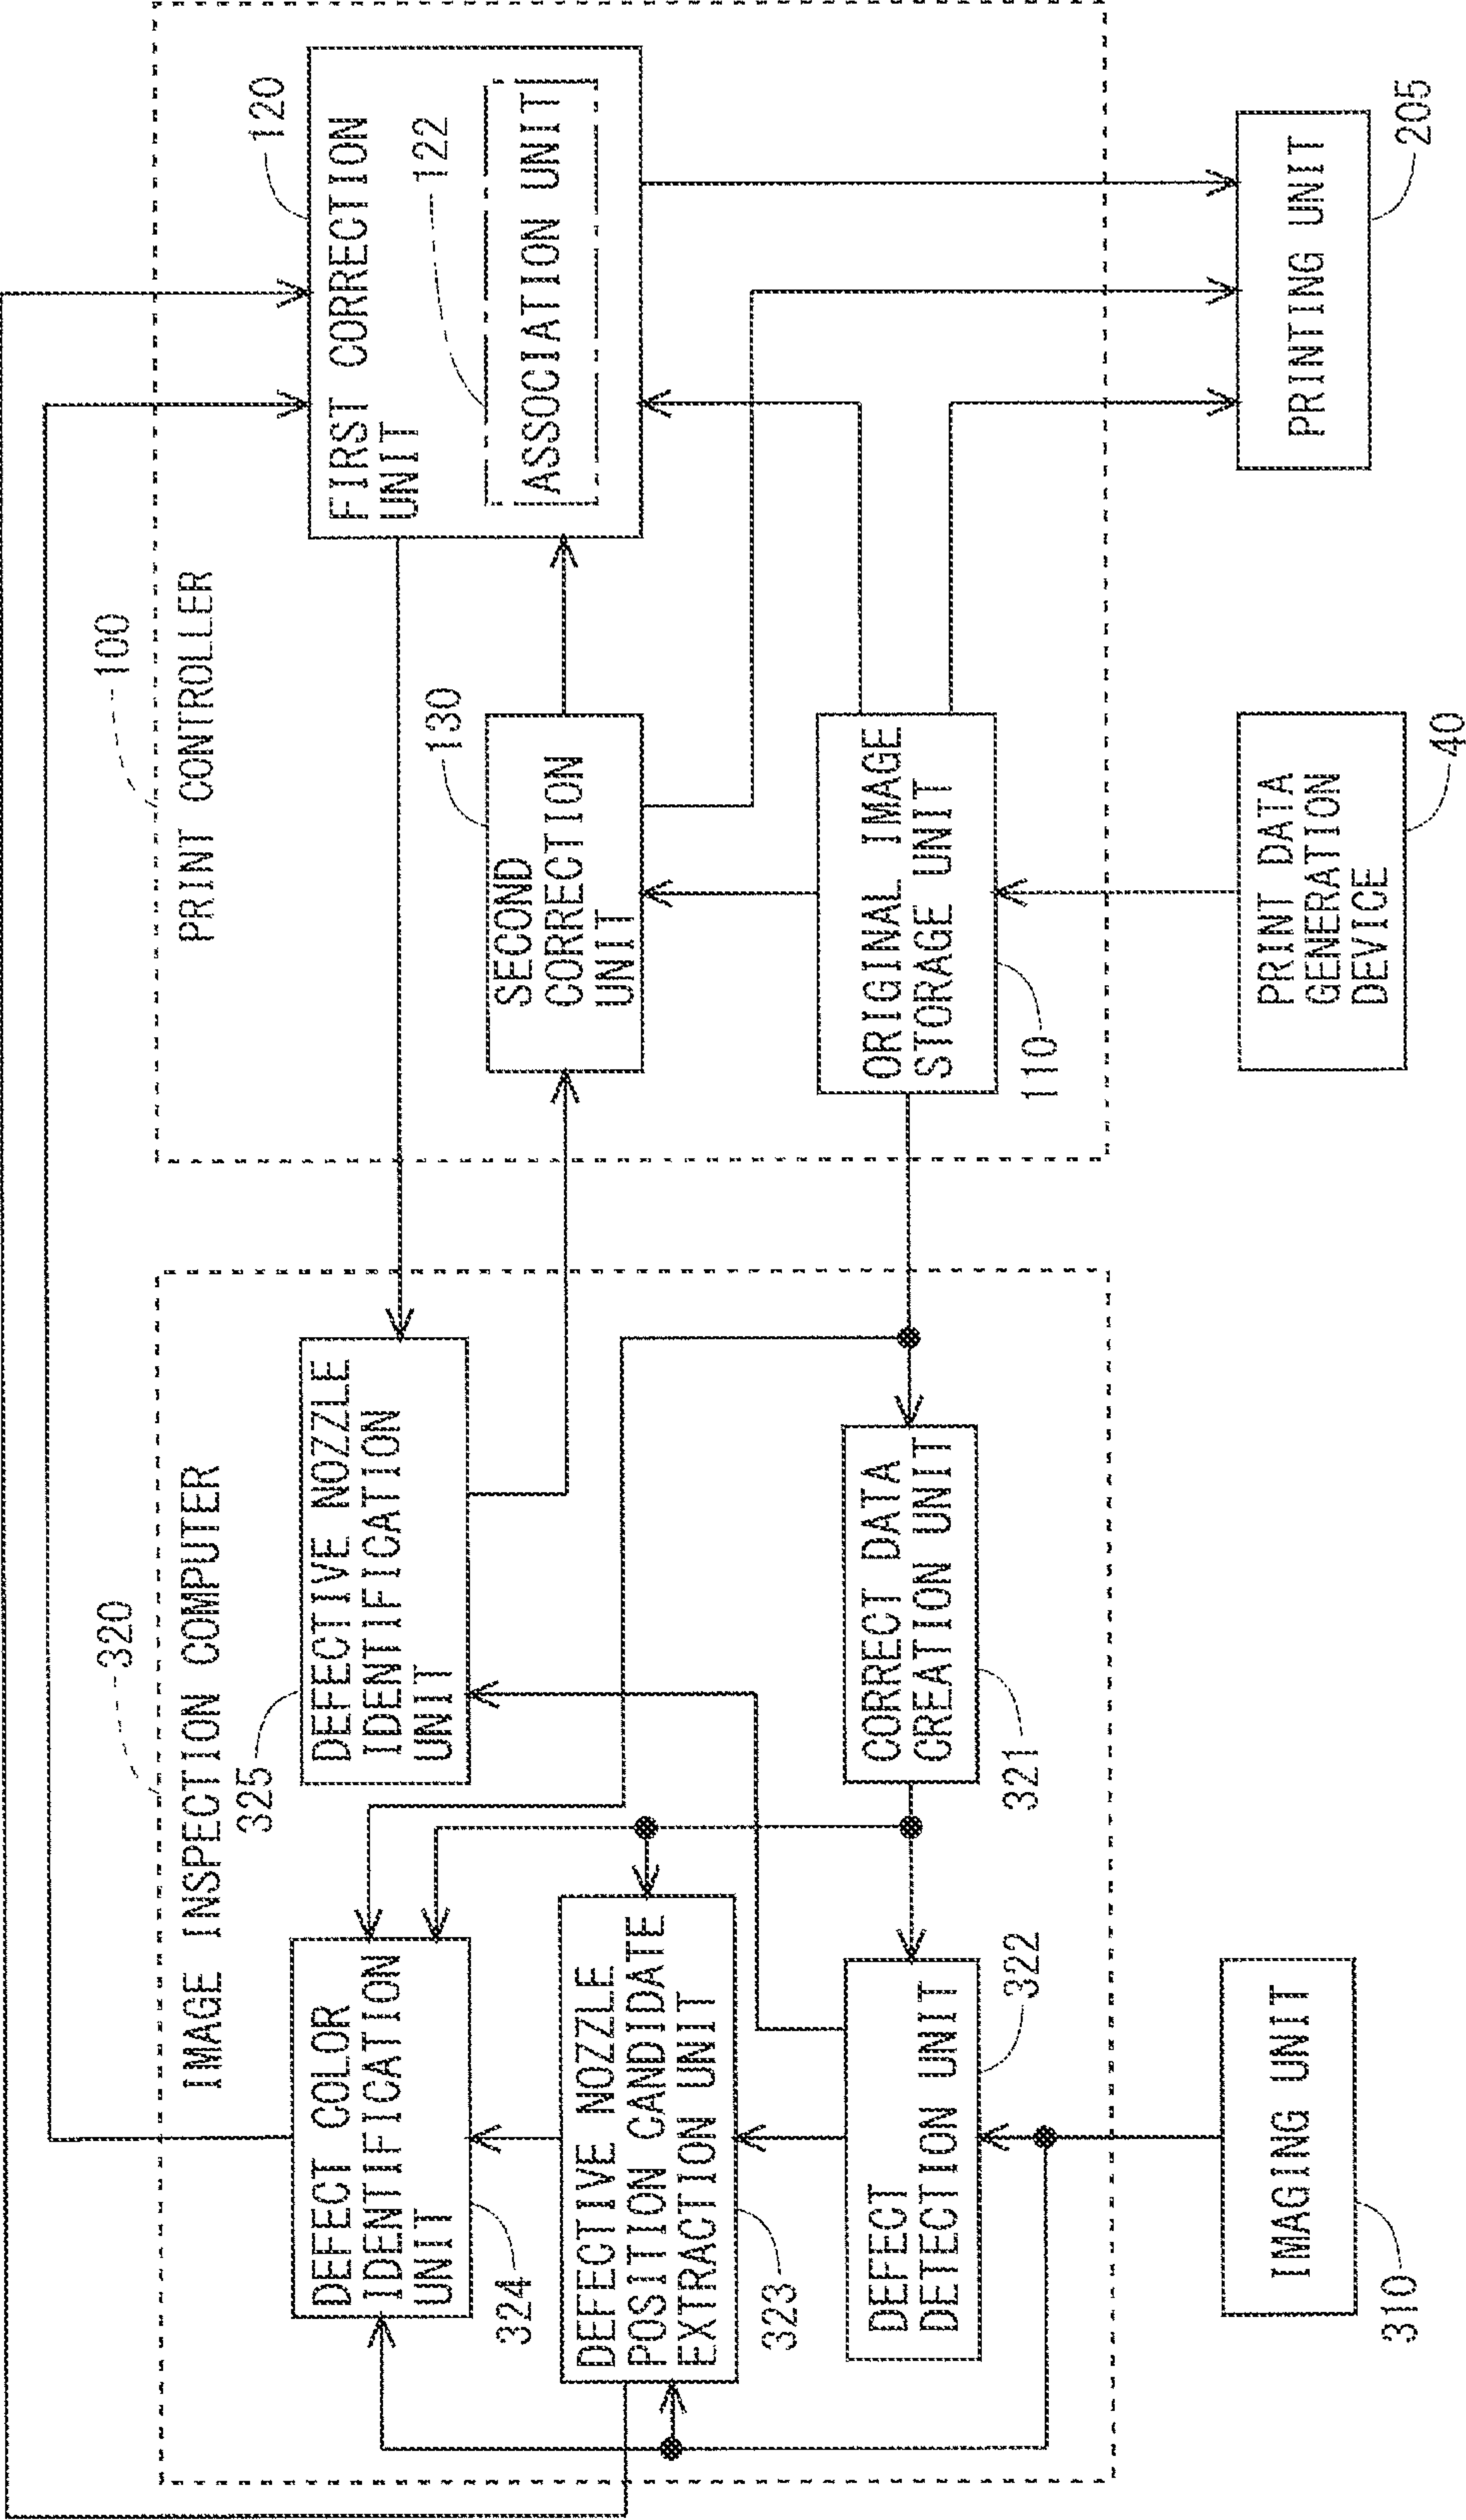 320
IMAGE INSPECTION COMPUTER
325
DEFECTIVE NOZZLE
IDENTIFICATION
UNIT
DEFECT COLOR
IDENTIFICATION
UNIT
324
DEFECTIVE NOZZLE
POSITION CANDIDATE
EXTRACTION UNIT
323
CORRECT DATA
CREATION UNIT
321
DEFECT
DETECTION UNIT
322
IMAGING UNIT
310
100
PRINT CONTROLLER
120
FIRST CORRECTION
UNIT
122
ASSOCIATION UNIT
130
SECOND
CORRECTION
UNIT
ORIGINAL IMAGE
STORAGE UNIT
110
PRINT DATA
GENERATION
DEVICE
40
PRINTING UNIT
205